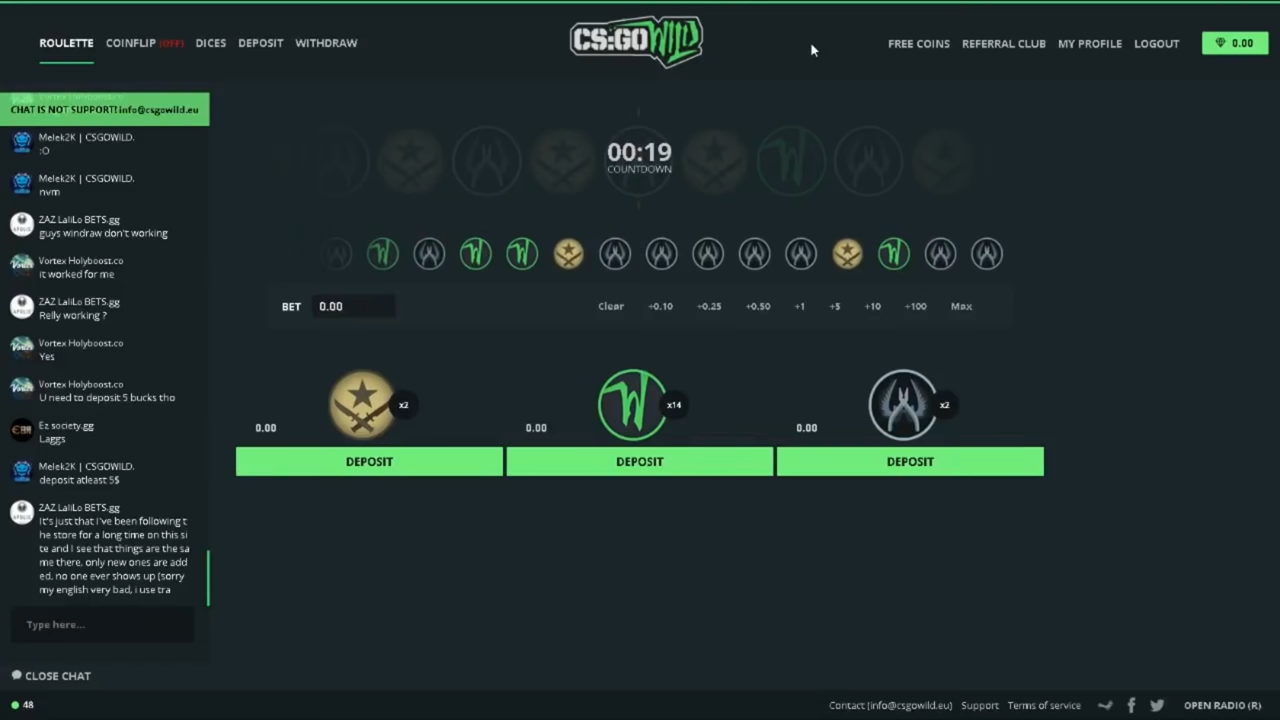 ROULETTE COINFLIP (OFF) DICES DEPOSIT WITHDRAW
CS:GO WILD
FREE COINS REFERRAL CLUB MY PROFILE LOGOUT 0.00
CHAT IS NOT SUPPORT! info@csgowild.eu
Melek2K | CSGOWILD.
:O
Melek2K | CSGOWILD.
nvm
ZAZ LaliLo BETS.gg
guys windraw don't working
Vortex Holyboost.co
it worked for me
ZAZ LaliLo BETS.gg
Relly working ?
Vortex Holyboost.co
Yes
Vortex Holyboost.co
U need to deposit 5 bucks tho
Ez society.gg
Laggs
Melek2K | CSGOWILD.
deposit atleast 5$
ZAZ LaliLo BETS.gg
It's just that I've been following t
he store for a long time on this si
te and I see that things are the sa
me there, only new ones are add
ed, no one ever shows up (sorry
my english very bad, i use tra
Type here...
CLOSE CHAT
48
00:19
COUNTDOWN
BET 0.00 Clear +0.10 +0.25 +0.50 +1 +5 +10 +100 Max
x2 x14 x2
0.00 0.00 0.00
DEPOSIT DEPOSIT DEPOSIT
Contact [info@csgowild.eu] Support Terms of service OPEN RADIO (R)